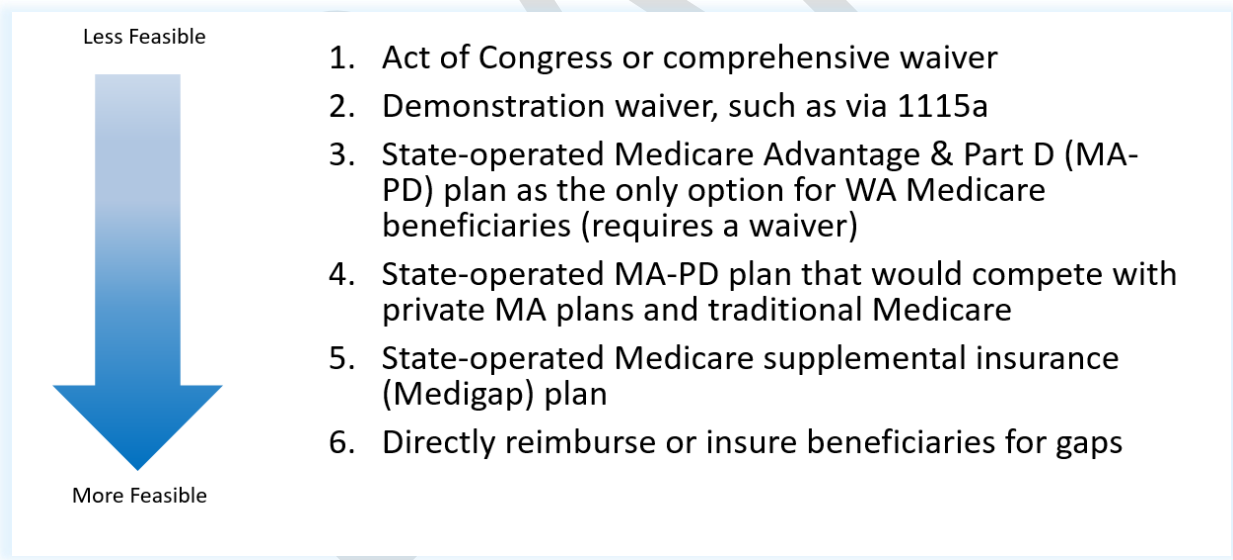 Less Feasible
1. Act of Congress or comprehensive waiver
2. Demonstration waiver, such as via 1115a
3. State-operated Medicare Advantage & Part D (MA-
PD) plan as the only option for WA Medicare
beneficiaries (requires a waiver)
4. State-operated MA-PD plan that would compete with
private MA plans and traditional Medicare
5. State-operated Medicare supplemental insurance
(Medigap) plan
6. Directly reimburse or insure beneficiaries for gaps
More Feasible